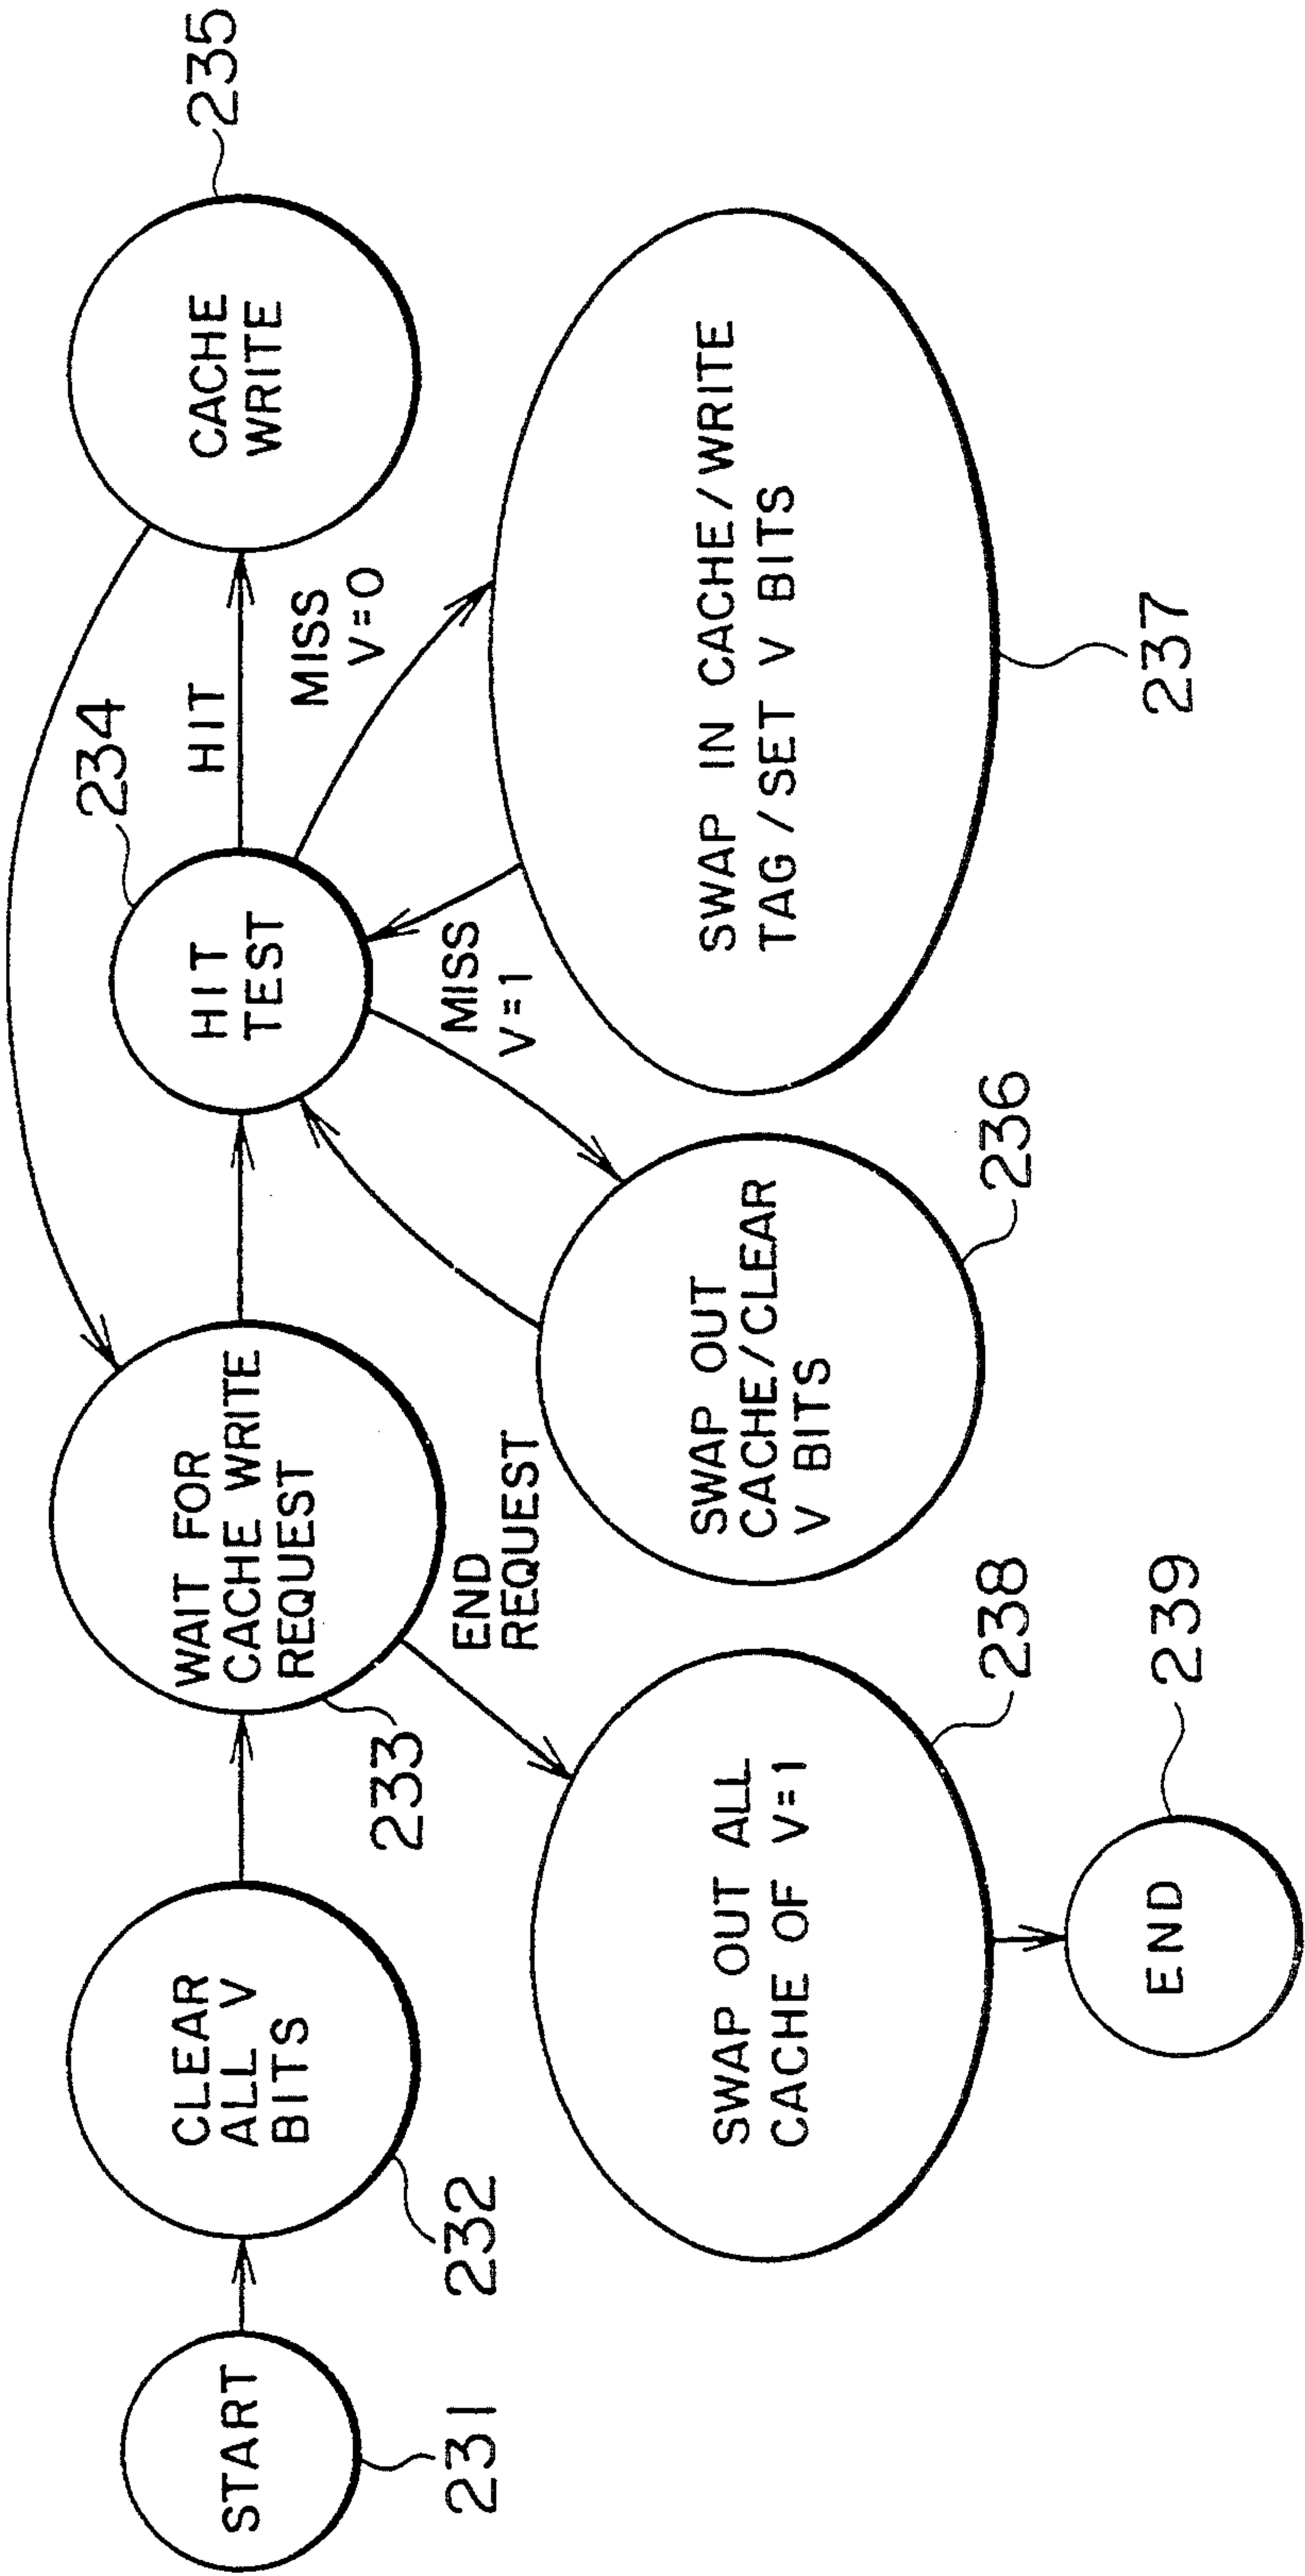 START
231
CLEAR
ALL V
BITS
232
WAIT FOR
CACHE WRITE
REQUEST
233
HIT
TEST
234
HIT
CACHE
WRITE
235
MISS
V=0
MISS
V=1
END
REQUEST
SWAP OUT ALL
CACHE OF V=1
238
SWAP OUT
CACHE/CLEAR
V BITS
236
SWAP IN CACHE/WRITE
TAG/SET V BITS
237
END
239